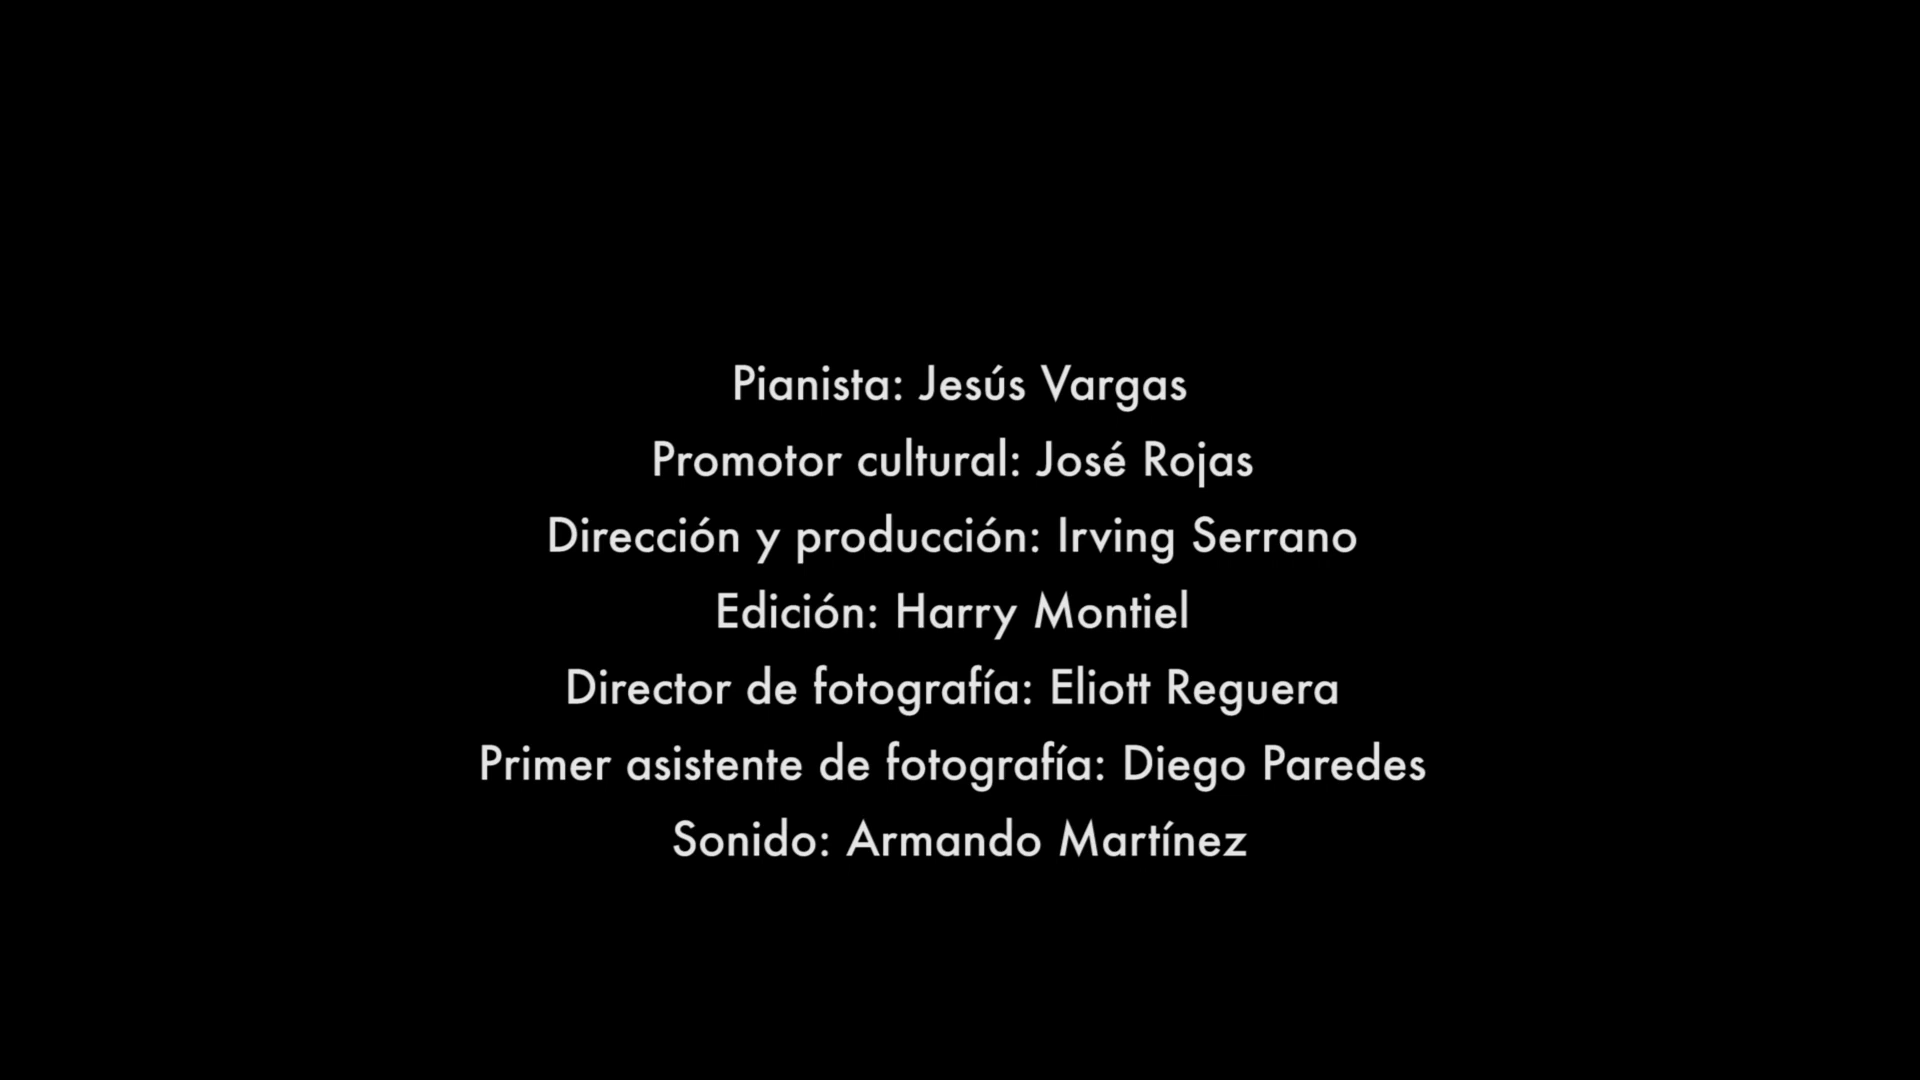 Pianista: Jesús Vargas
Promotor cultural: José Rojas
Dirección y producción: Irving Serrano
Edición: Harry Montiel
Director de fotografía: Eliott Reguera
Primer asistente de fotografía: Diego Paredes
Sonido: Armando Martínez